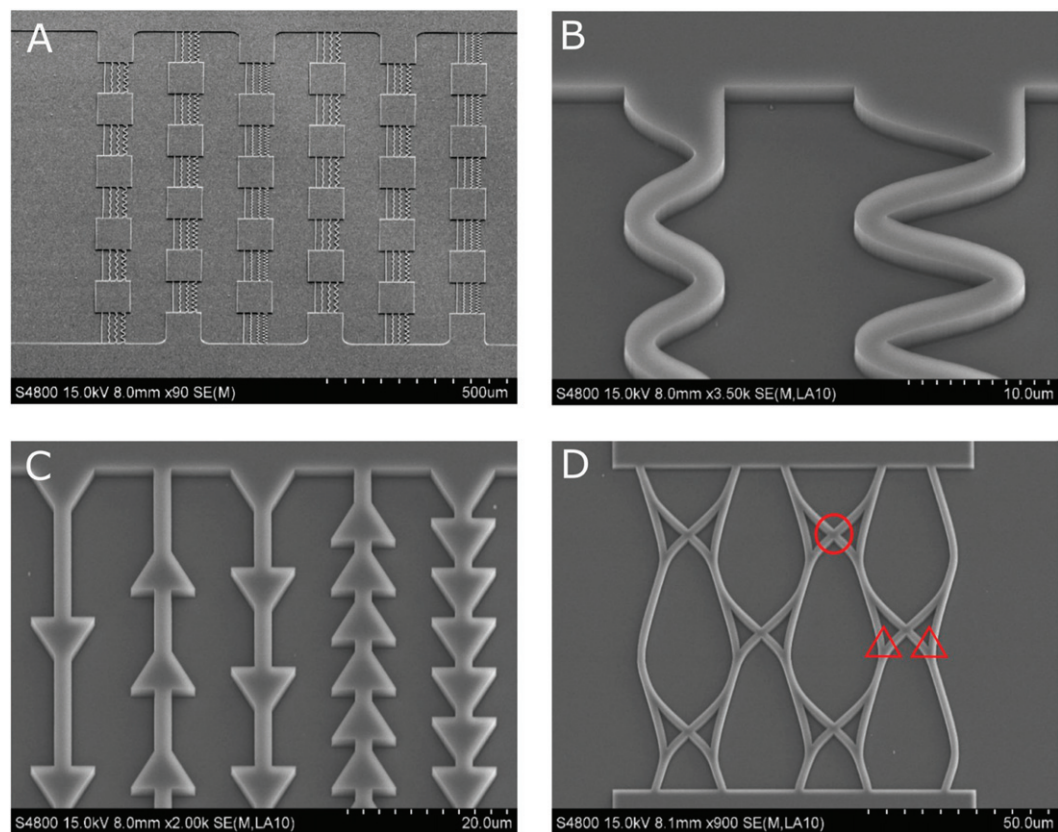 A
S4800 15.0kV 8.0mm x90 SE(M)
500um
B
S4800 15.0kV 8.0mm x3.50k SE(M,LA10)
10.0um
C
S4800 15.0kV 8.0mm x2.00k SE(M,LA10)
20.0um
D
S4800 15.0kV 8.1mm x900 SE(M,LA10)
50.0um